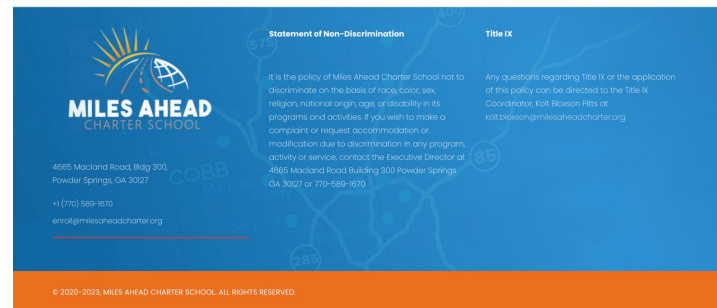 MILES AHEAD
CHARTER SCHOOL
4665 Macland Road, Bldg 300,
Powder Springs, GA 30127
+1 (770) 589-1670
enroll@milesaheadcharter.org
Statement of Non-Discrimination
It is the policy of Miles Ahead Charter School not to
discriminate on the basis of race, color, sex,
religion, national origin, age, or disability in its
programs and activities. If you wish to make a
complaint or request accommodation or
modification due to discrimination in any program,
activity or service, contact the Executive Director at
4665 Macland Road Building 300 Powder Springs
GA 30127 or 770-589-1670.
Title IX
Any questions regarding Title IX or the application
of this policy can be directed to the Title IX
Coordinator, Kolt Bloxson Pitts at
kolt.bloxson@milesaheadcharter.org.
400
575
COBB
85
285
© 2020-2023, MILES AHEAD CHARTER SCHOOL. ALL RIGHTS RESERVED.